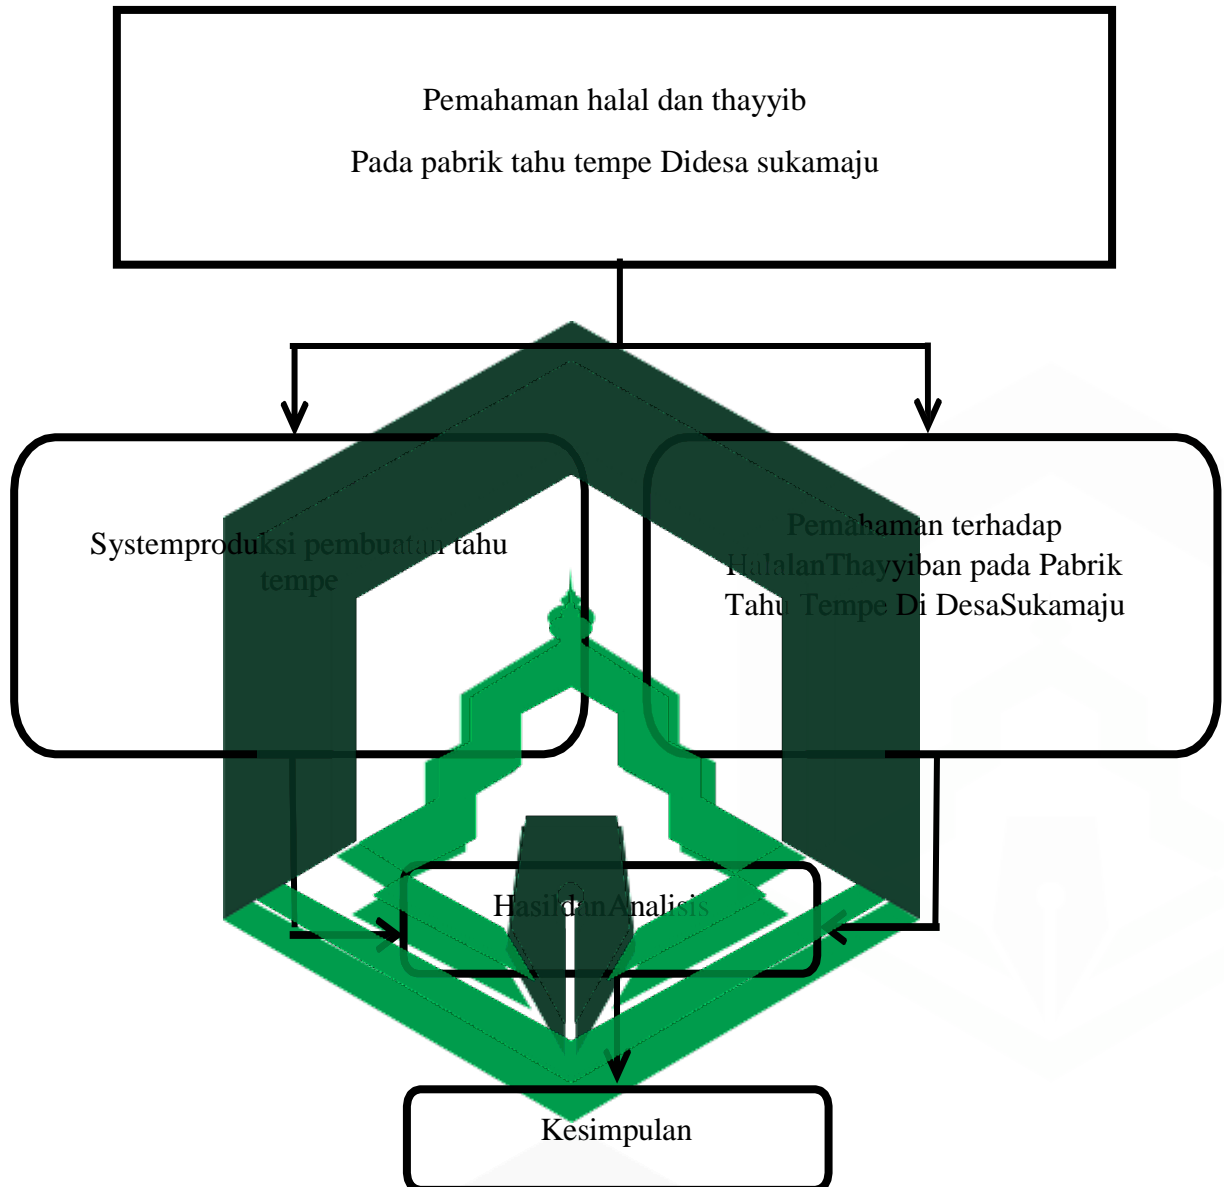 Pemahaman halal dan thayyib
Pada pabrik tahu tempe Didesa sukamaju
Systemproduksi pembuatan tahu
tempe
Pemahaman terhadap
HalalanThayyiban pada Pabrik
Tahu Tempe Di DesaSukamaju
HasildanAnalisis
Kesimpulan